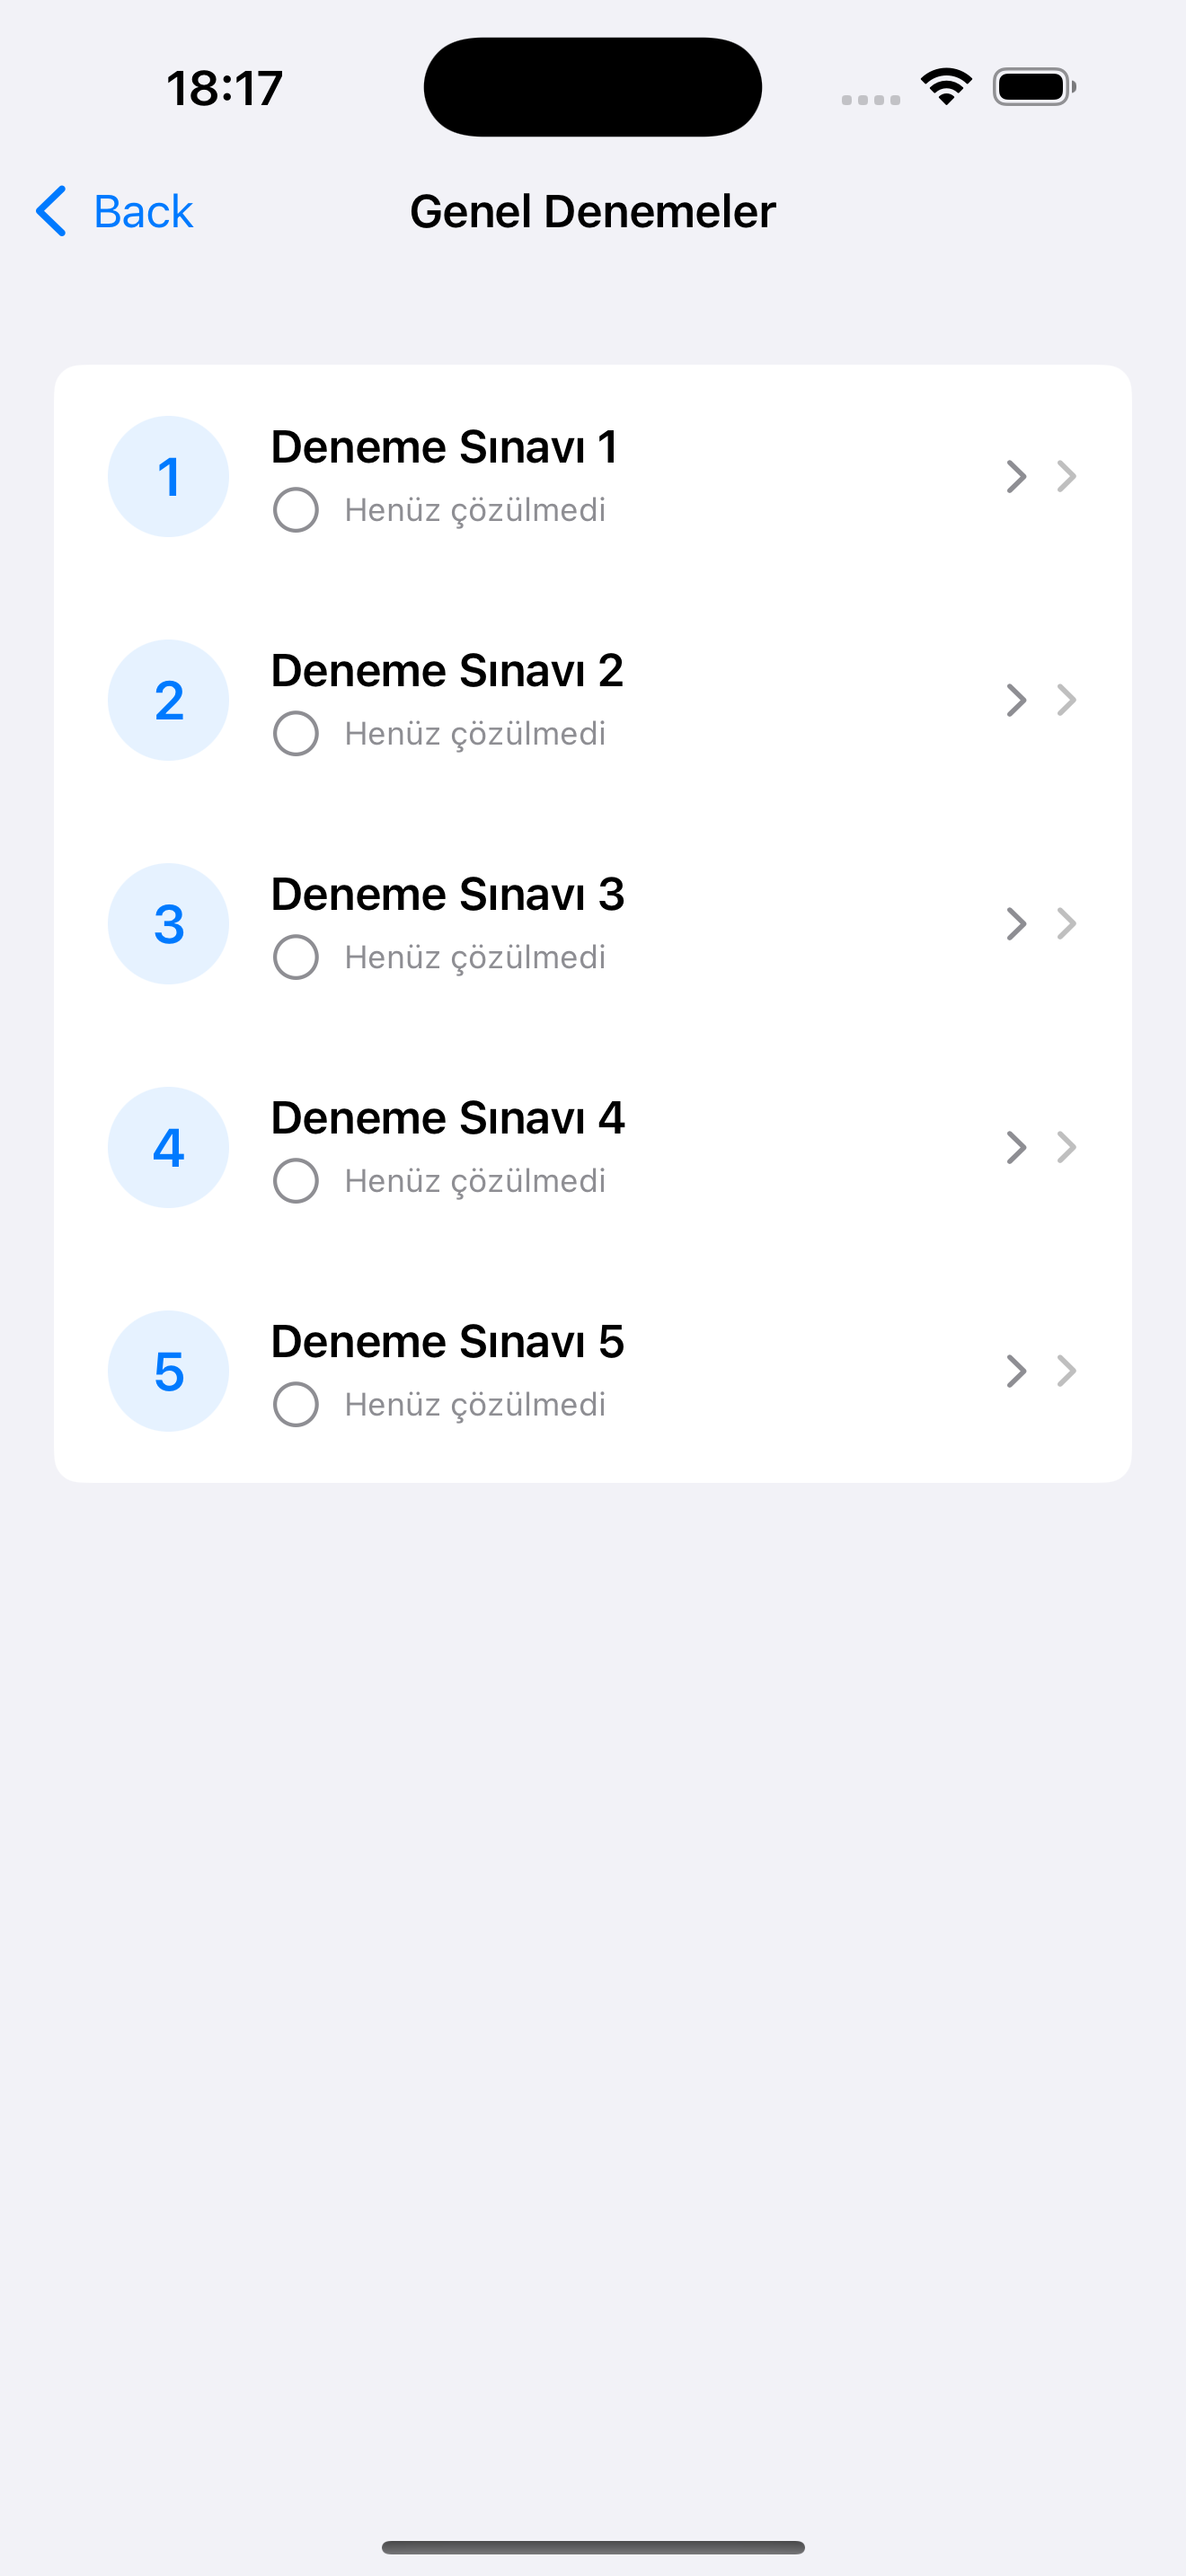 18:17
Back
Genel Denemeler
1
Deneme Sınavı 1
Henüz çözülmedi
2
Deneme Sınavı 2
Henüz çözülmedi
3
Deneme Sınavı 3
Henüz çözülmedi
4
Deneme Sınavı 4
Henüz çözülmedi
5
Deneme Sınavı 5
Henüz çözülmedi